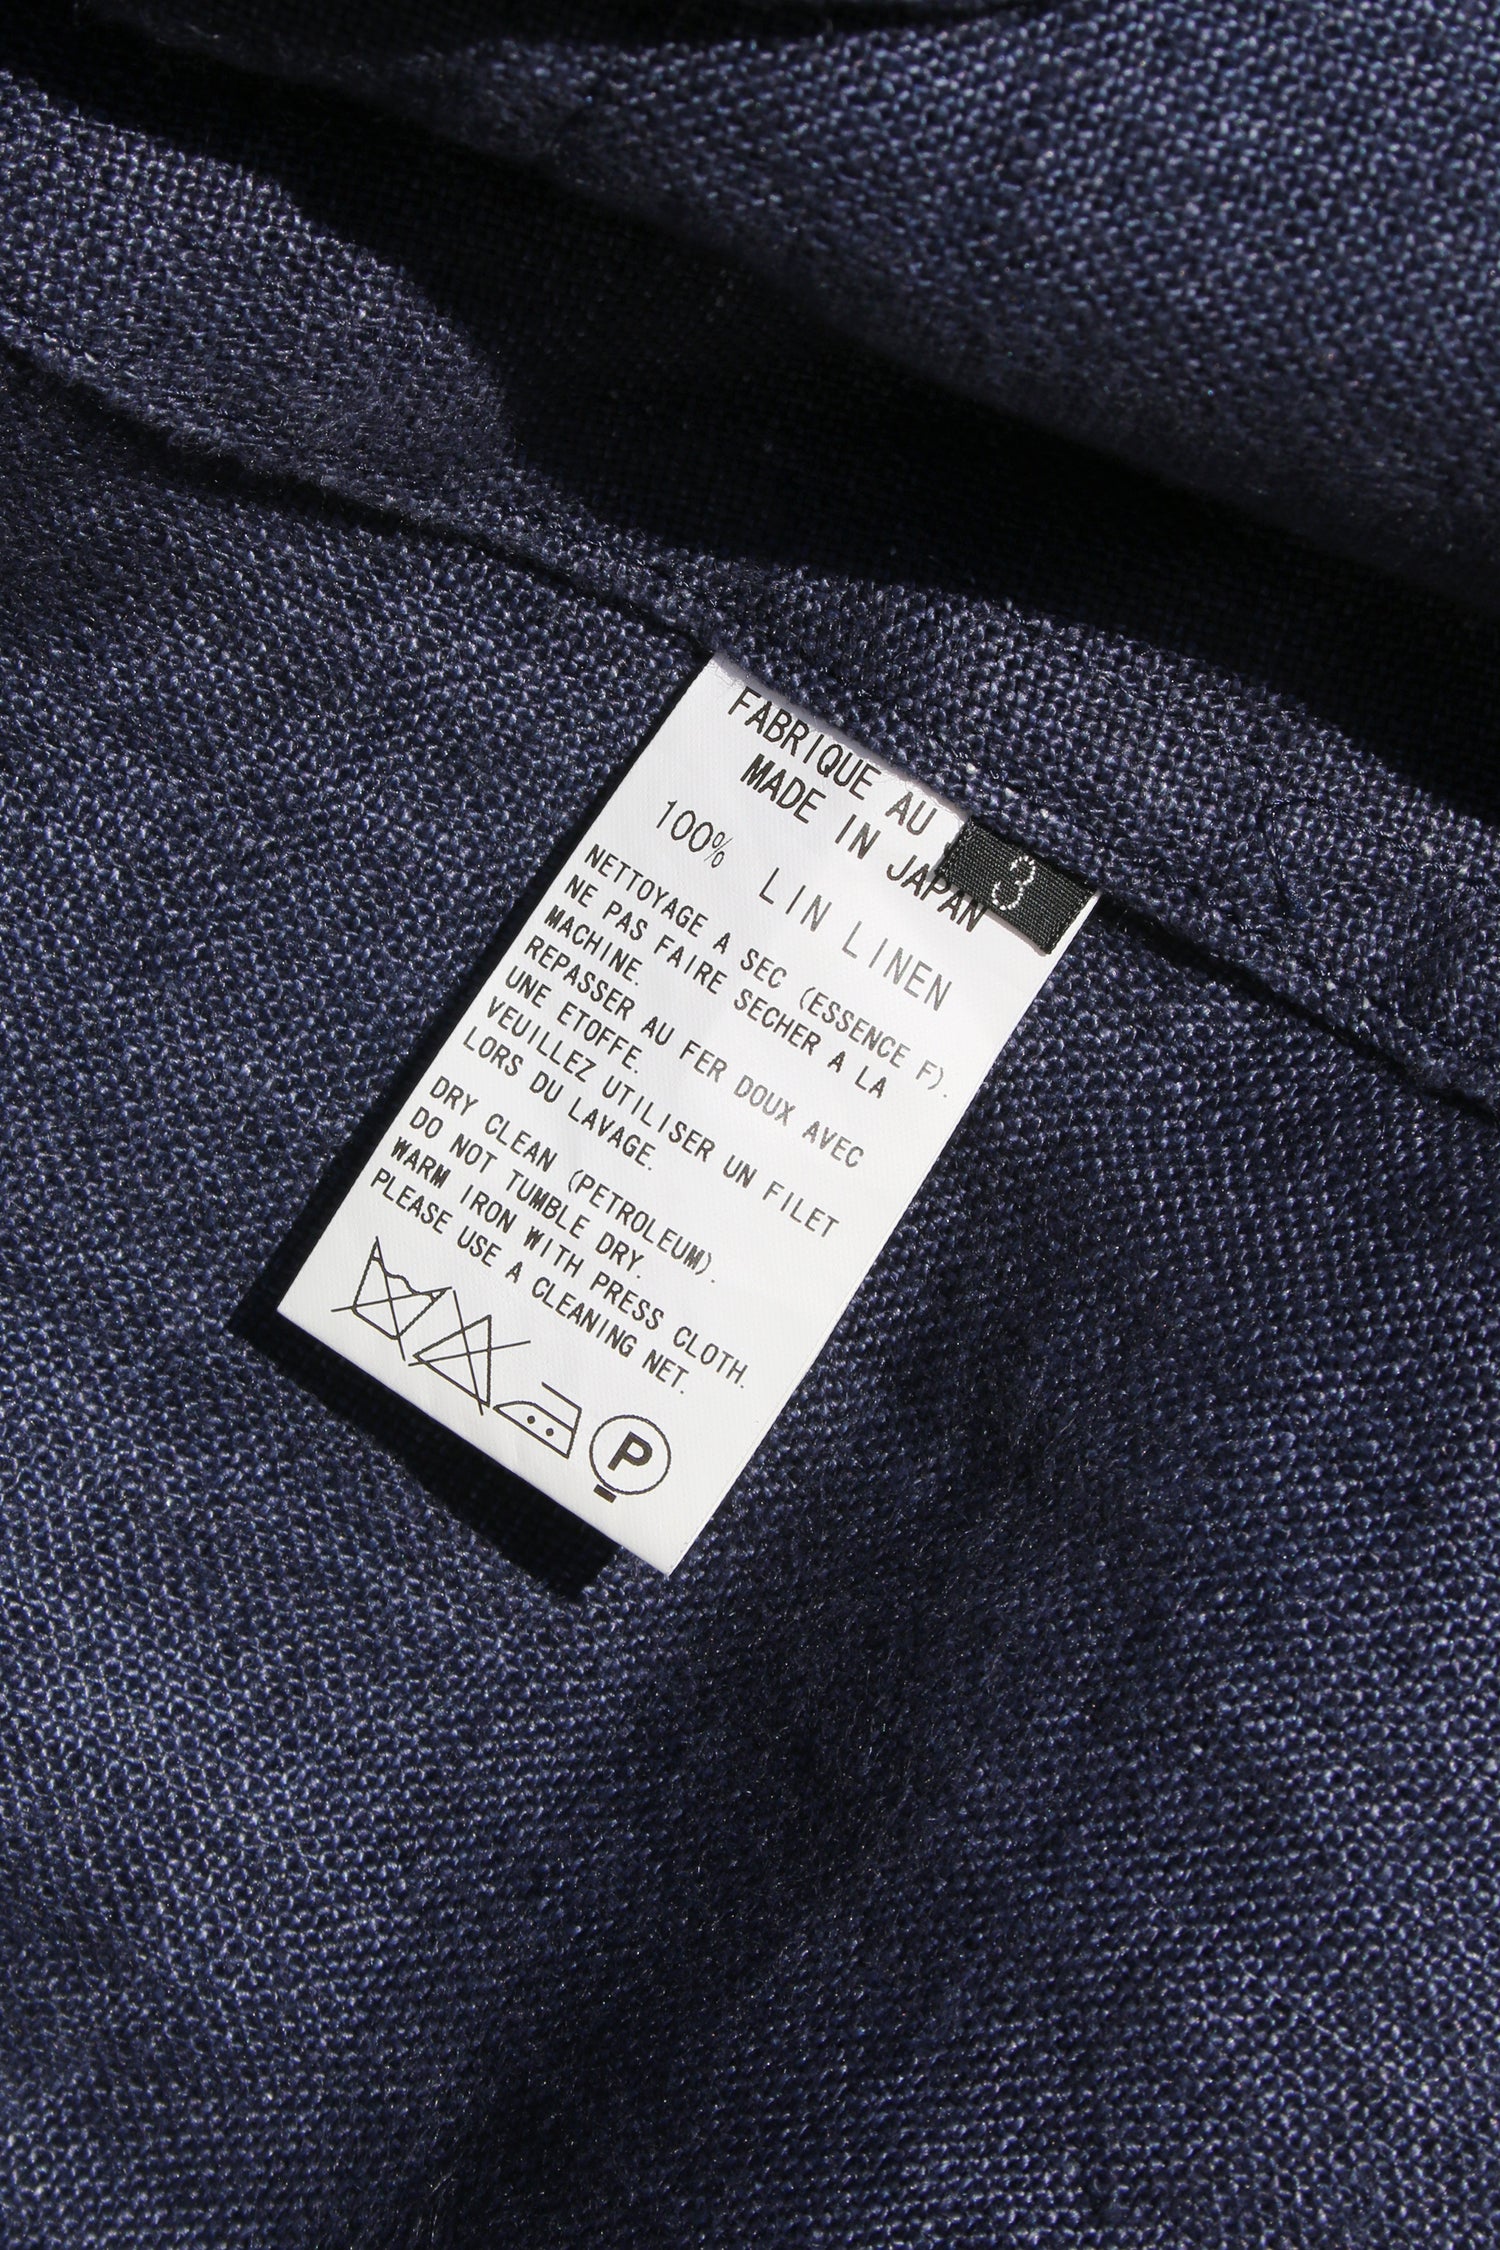 FABRIQUE AU
MADE IN JAPAN
3
100% LIN LINEN
NETTOYAGE A SEC (ESSENCE F).
NE PAS FAIRE SECHER A LA
MACHINE.
REPASSER AU FER DOUX AVEC
UNE ETOFFE.
VEUILLEZ UTILISER UN FILET
LORS DU LAVAGE.
DRY CLEAN (PETROLEUM).
DO NOT TUMBLE DRY.
WARM IRON WITH PRESS CLOTH.
PLEASE USE A CLEANING NET.
P